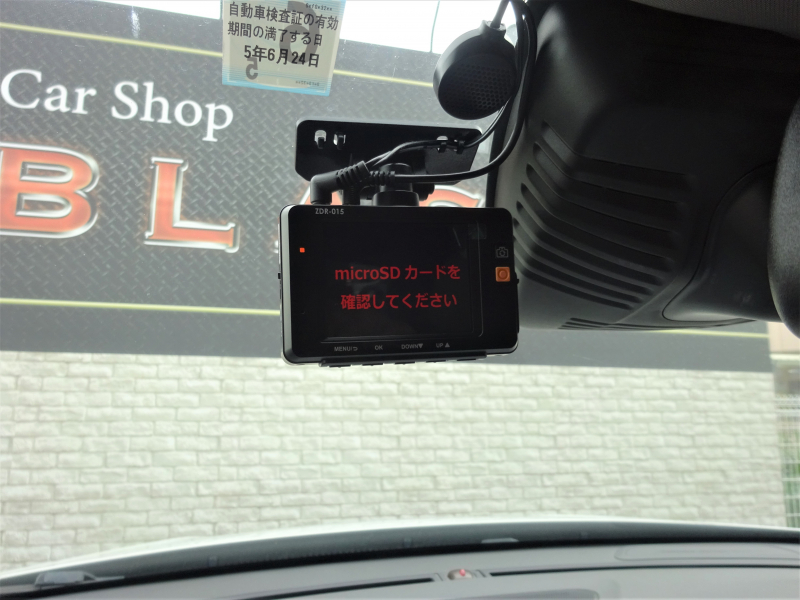 自動車検査証の有効
期間の満了する日
5年6月24日
5
Car Shop
BLA
ZDR-015
microSD カードを
確認してください
MENU/⮌ OK DOWN▼ UP▲